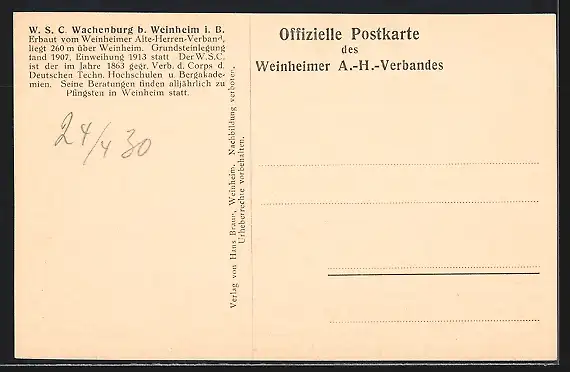 W. S. C. Wachenburg b. Weinheim i. B.
Erbaut vom Weinheimer Alte-Herren-Verband,
liegt 260 m über Weinheim. Grundsteinlegung
fand 1907, Einweihung 1913 statt Der W.S.C.
ist der im Jahre 1863 gegr. Verb. d. Corps d.
Deutschen Techn. Hochschulen u. Bergakade-
mien. Seine Beratungen finden alljährlich zu
Pfingsten in Weinheim statt.
24/4 30
Verlag von Hans Braun, Weinheim. Nachbildung verboten.
Urheberrechte vorbehalten.
Offizielle Postkarte
des
Weinheimer A.-H.-Verbandes